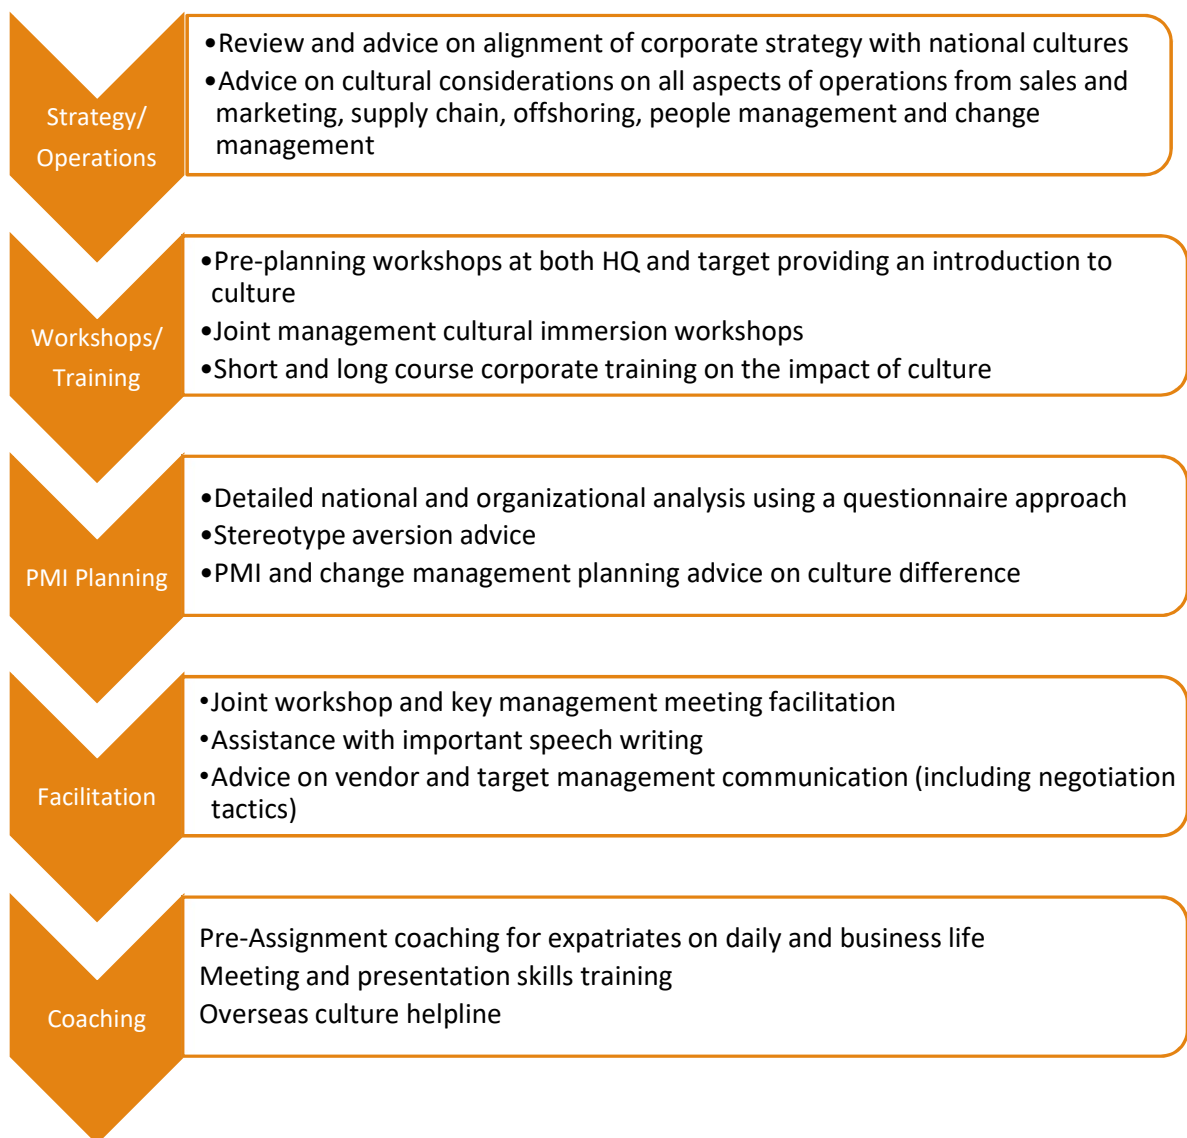 Strategy/
Operations
•Review and advice on alignment of corporate strategy with national cultures
•Advice on cultural considerations on all aspects of operations from sales and
marketing, supply chain, offshoring, people management and change
management
Workshops/
Training
•Pre-planning workshops at both HQ and target providing an introduction to
culture
•Joint management cultural immersion workshops
•Short and long course corporate training on the impact of culture
PMI Planning
•Detailed national and organizational analysis using a questionnaire approach
•Stereotype aversion advice
•PMI and change management planning advice on culture difference
Facilitation
•Joint workshop and key management meeting facilitation
•Assistance with important speech writing
•Advice on vendor and target management communication (including negotiation
tactics)
Coaching
Pre-Assignment coaching for expatriates on daily and business life
Meeting and presentation skills training
Overseas culture helpline